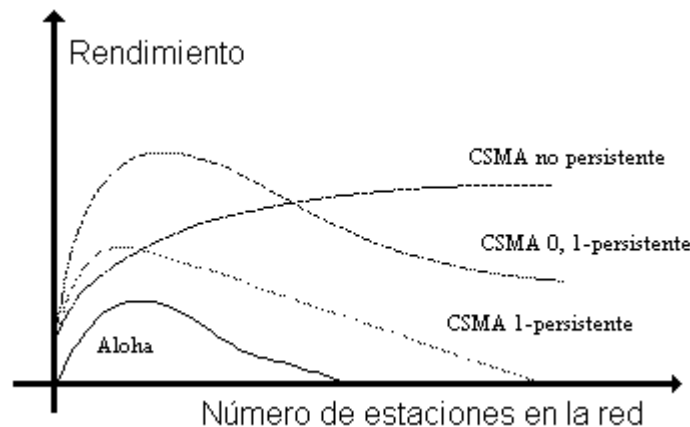 Rendimiento
CSMA no persistente
CSMA 0, 1-persistente
CSMA 1-persistente
Aloha
Número de estaciones en la red